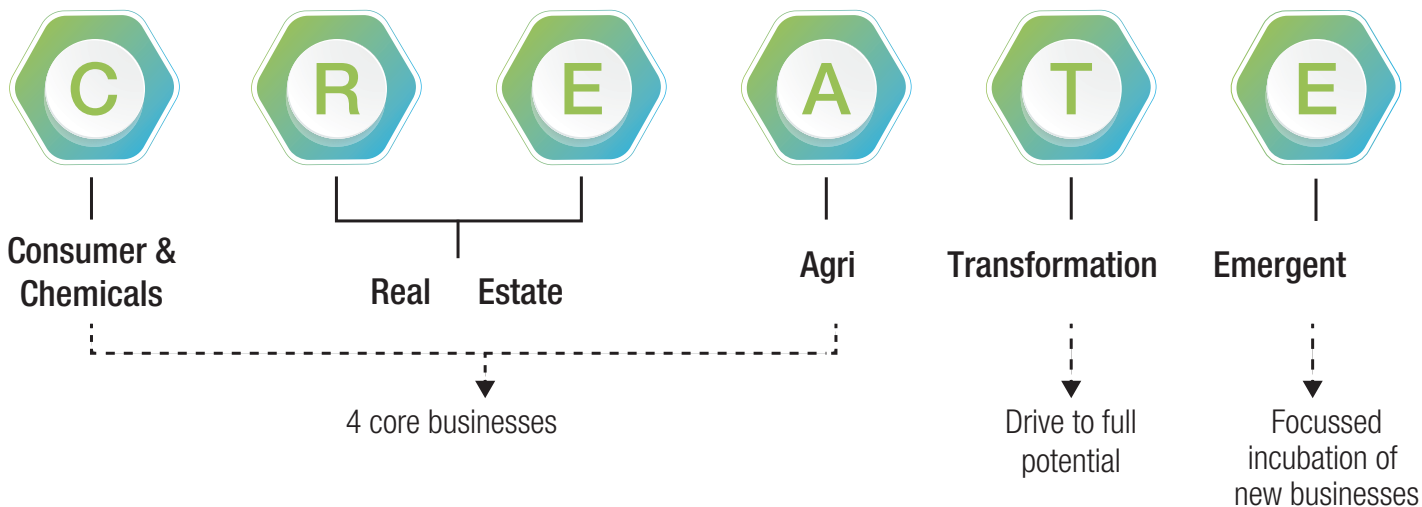 C R E A T E
Consumer &
Chemicals
Real Estate
Agri
Transformation
Emergent
4 core businesses
Drive to full
potential
Focussed
incubation of
new businesses